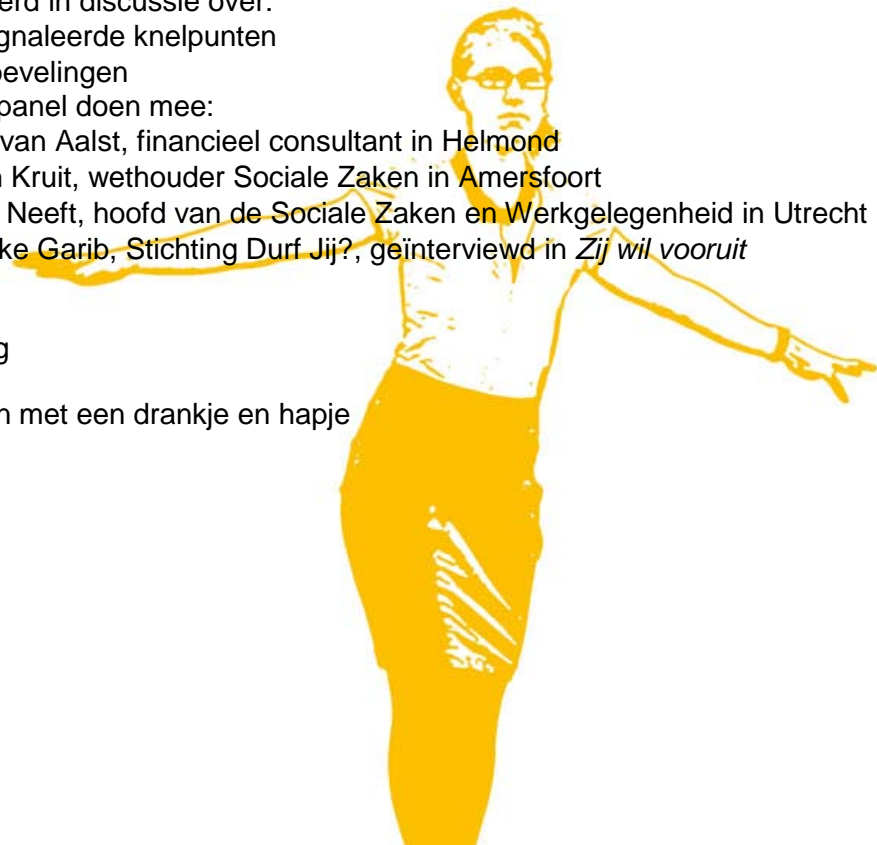 erd in discussie over:
gnaleerde knelpunten
bevelingen
panel doen mee:
van Aalst, financieel consultant in Helmond
Kruit, wethouder Sociale Zaken in Amersfoort
Neeft, hoofd van de Sociale Zaken en Werkgelegenheid in Utrecht
ke Garib, Stichting Durf Jij?, geïnterviewd in Zij wil vooruit
g
n met een drankje en hapje